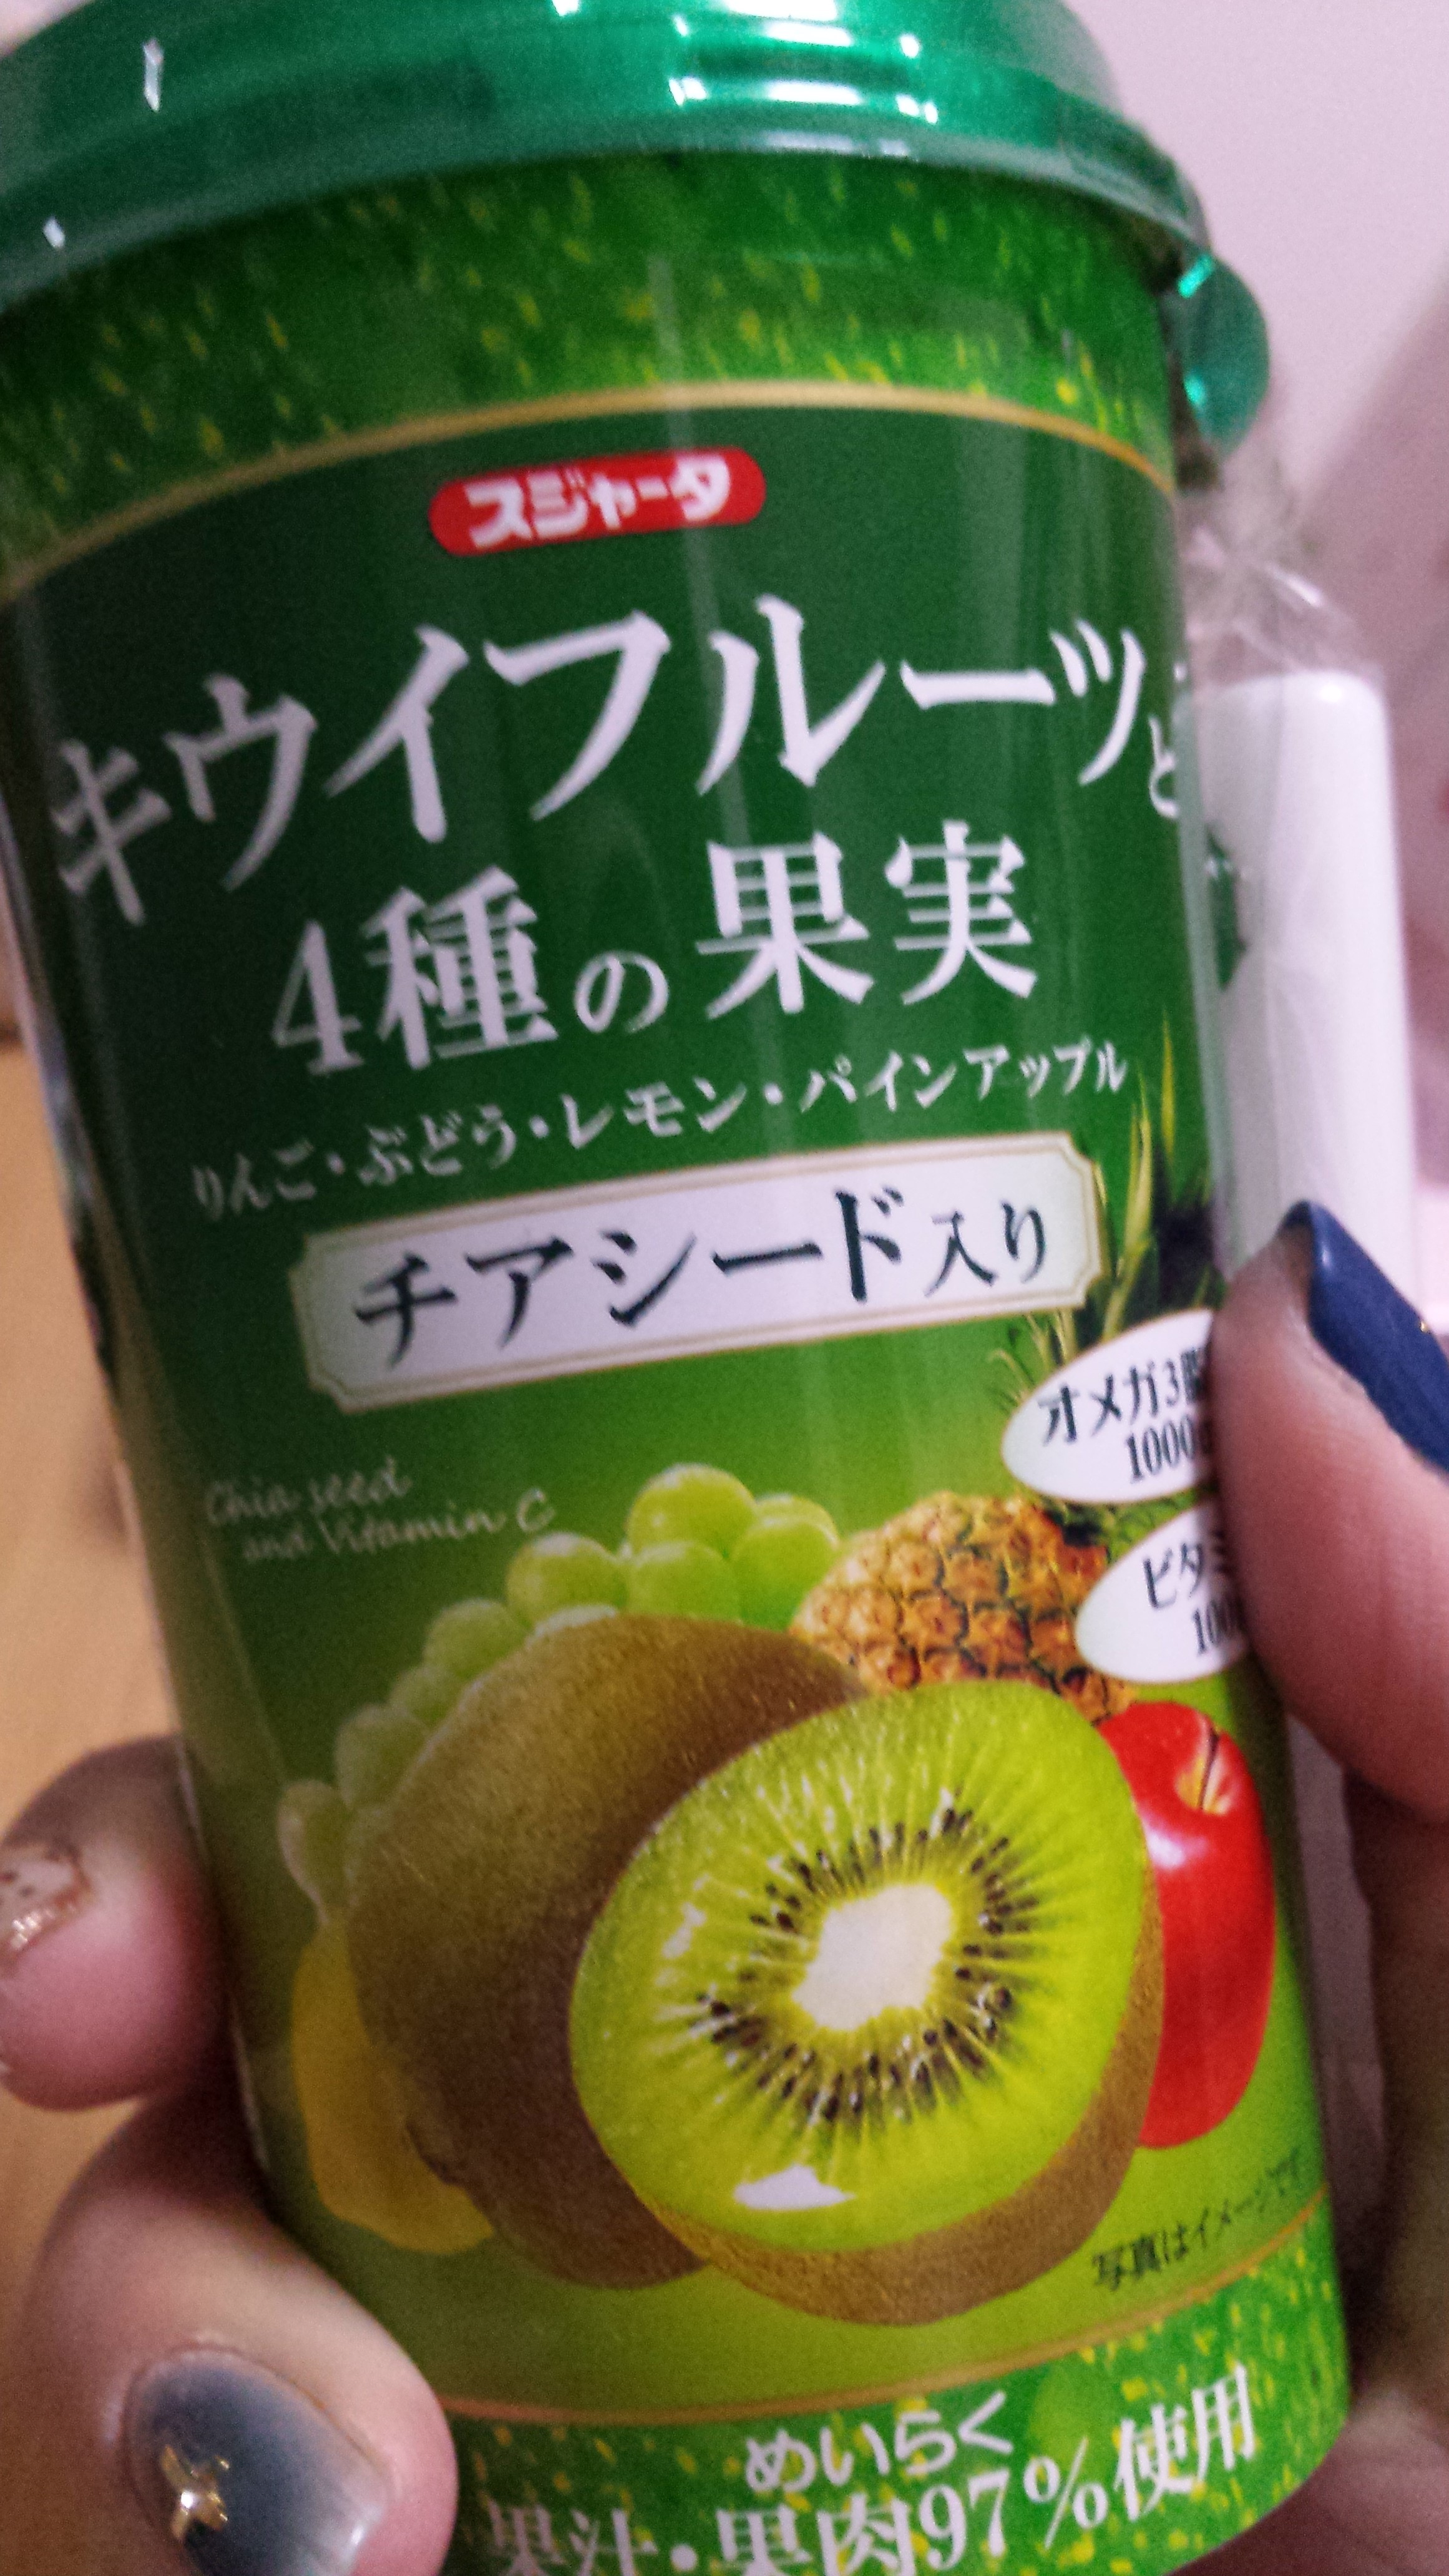 スジャータ
キウイフルーツと
4種の果実
りんご・ぶどう・レモン・パインアップル
チアシード入り
オメガ3
1000
Chia seed
and Vitamin C
ビタ
写真はイメージです
めいらく
果汁・果肉97%使用